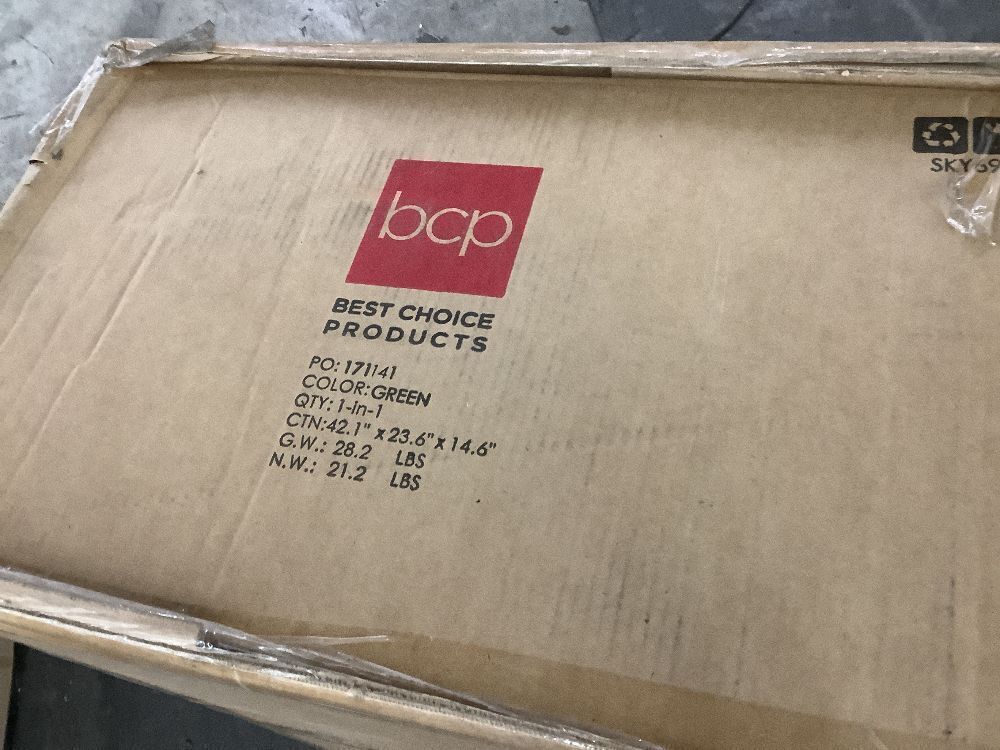 bcp
BEST CHOICE
PRODUCTS
PO: 171141
COLOR: GREEN
QTY: 1-in-1
CTN: 42.1" x 23.6" x 14.6"
G.W.: 28.2 LBS
N.W.: 21.2 LBS